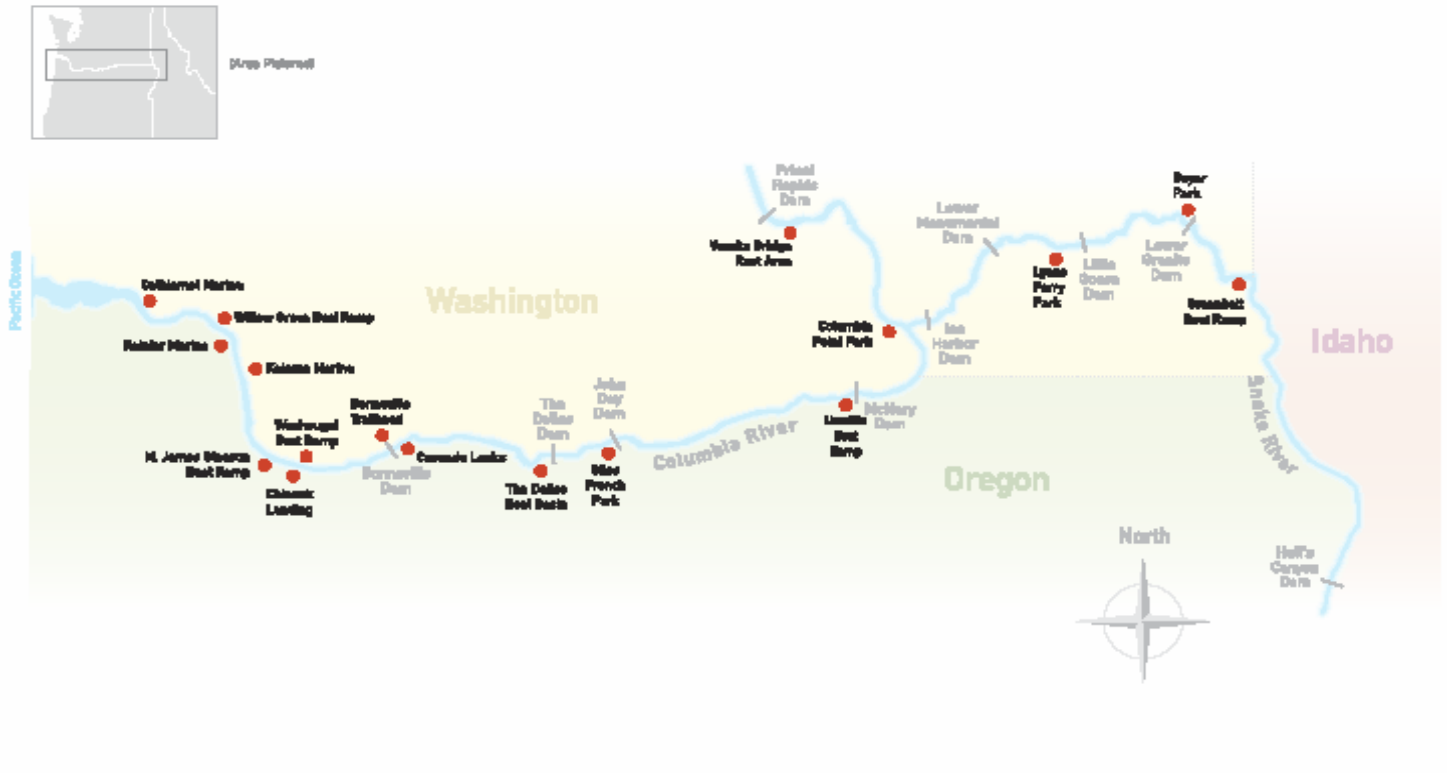 (Area Pictured)
Priest
Rapids
Dam
Boyer
Park
Lower
Monumental
Dam
Vernita Bridge
Rest Area
Lower
Granite
Dam
Little
Goose
Dam
Lyons
Ferry
Park
Pacific Ocean
Cathlamet Marina
Washington
Willow Grove Boat Ramp
Greenbelt
Boat Ramp
Columbia
Point Park
Ice
Harbor
Dam
Idaho
Rainier Marina
Kalama Marina
John
Day
Dam
Snake River
The
Dalles
Dam
Bonneville
Trailhead
McNary
Dam
Umatilla
Boat
Ramp
Washougal
Boat Ramp
Columbia River
M. James Gleason
Boat Ramp
Cascade Locks
Bonneville
Dam
Giles
French
Park
Oregon
The Dalles
Boat Basin
Chinook
Landing
North
Hell's
Canyon
Dam